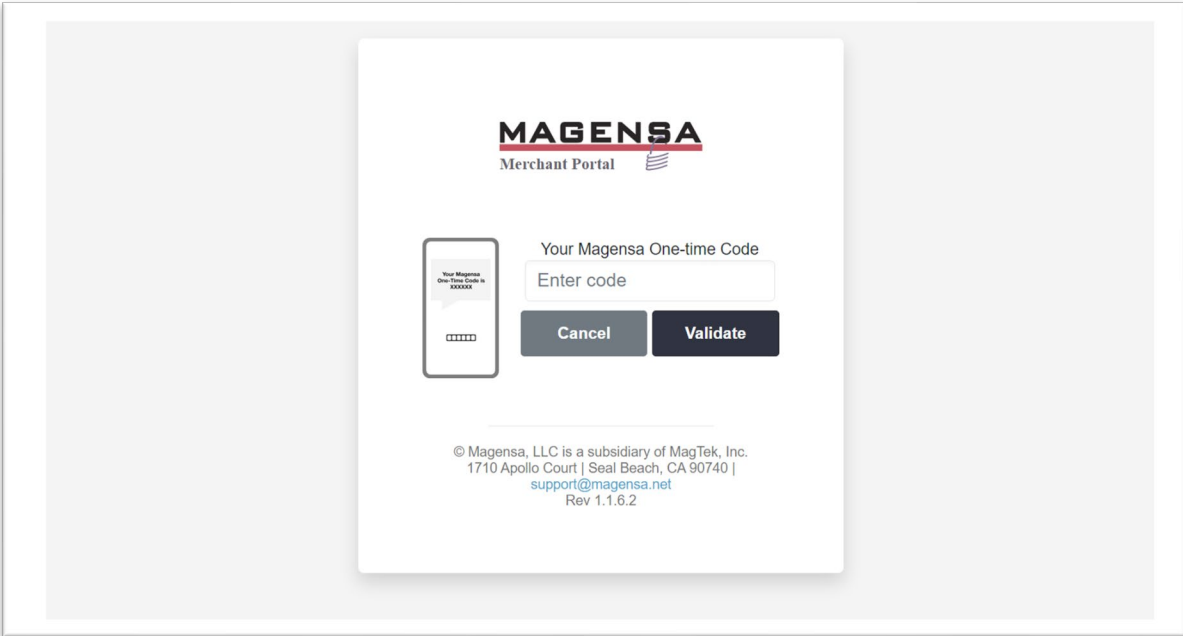 MAGENSA
Merchant Portal
Your Magensa
One-Time Code is
XXXXXX
Your Magensa One-time Code
Enter code
Cancel
Validate
© Magensa, LLC is a subsidiary of MagTek, Inc.
1710 Apollo Court | Seal Beach, CA 90740 |
support@magensa.net
Rev 1.1.6.2